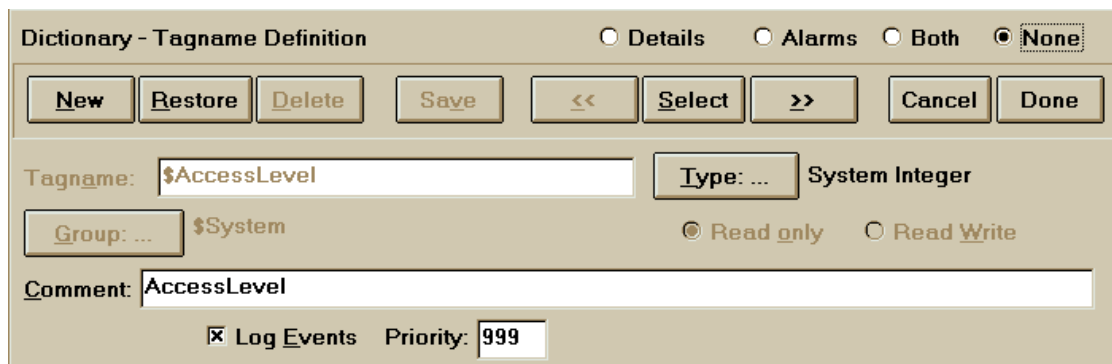 Dictionary - Tagname Definition Details Alarms Both None
New Restore Delete Save << Select >> Cancel Done
Tagname: $AccessLevel Type: ... System Integer
Group: ... $System Read only Read Write
Comment: AccessLevel
Log Events Priority: 999